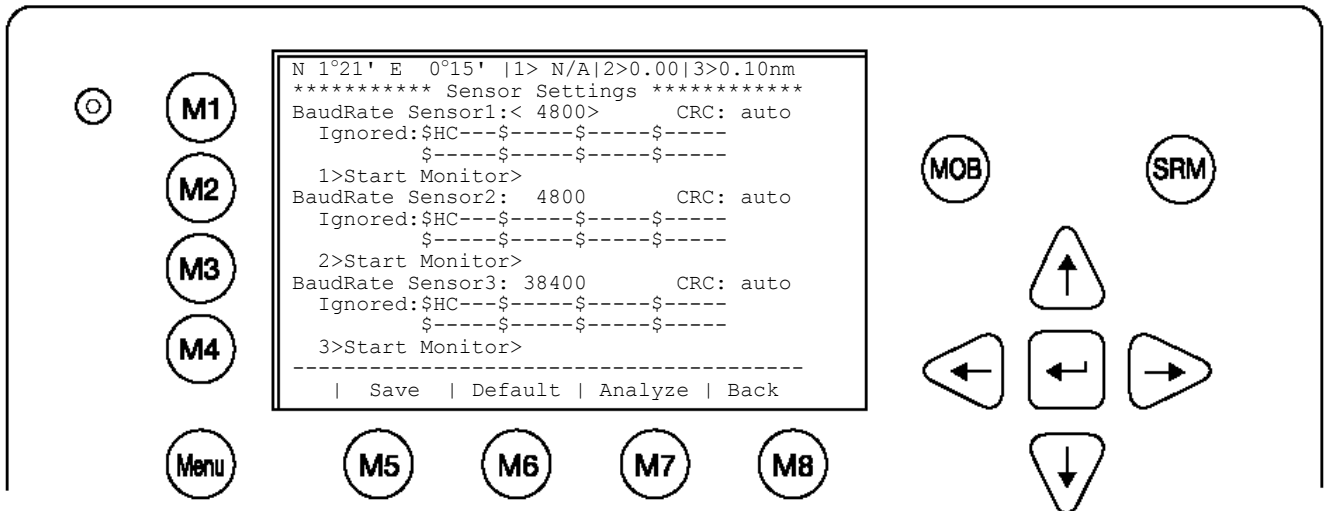 N 1°21' E  0°15' |1> N/A|2>0.00|3>0.10nm
*********** Sensor Settings ************
BaudRate Sensor1:< 4800>      CRC: auto
Ignored:$HC---$-----$-----$-----
$-----$-----$-----$-----
1>Start Monitor>
BaudRate Sensor2:  4800       CRC: auto
Ignored:$HC---$-----$-----$-----
$-----$-----$-----$-----
2>Start Monitor>
BaudRate Sensor3: 38400       CRC: auto
Ignored:$HC---$-----$-----$-----
$-----$-----$-----$-----
3>Start Monitor>
----------------------------------------
|  Save  | Default | Analyze | Back
M1
M2
M3
M4
MOB
SRM
Menu
M5
M6
M7
M8